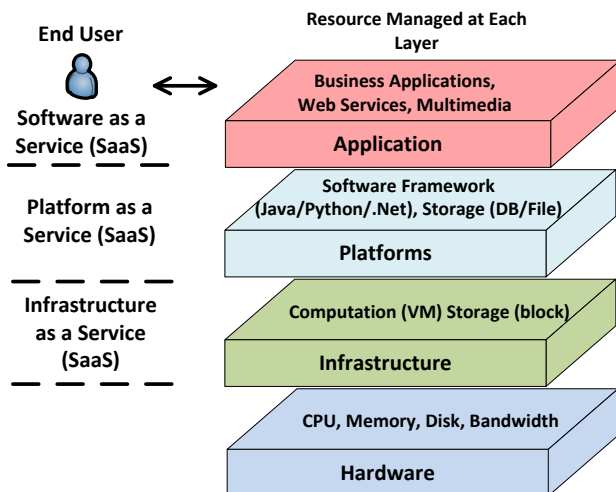 End User
Resource Managed at Each
Layer
Business Applications,
Web Services, Multimedia
Application
Software as a
Service (SaaS)
Software Framework
(Java/Python/.Net), Storage (DB/File)
Platforms
Platform as a
Service (SaaS)
Computation (VM) Storage (block)
Infrastructure
Infrastructure
as a Service
(SaaS)
CPU, Memory, Disk, Bandwidth
Hardware